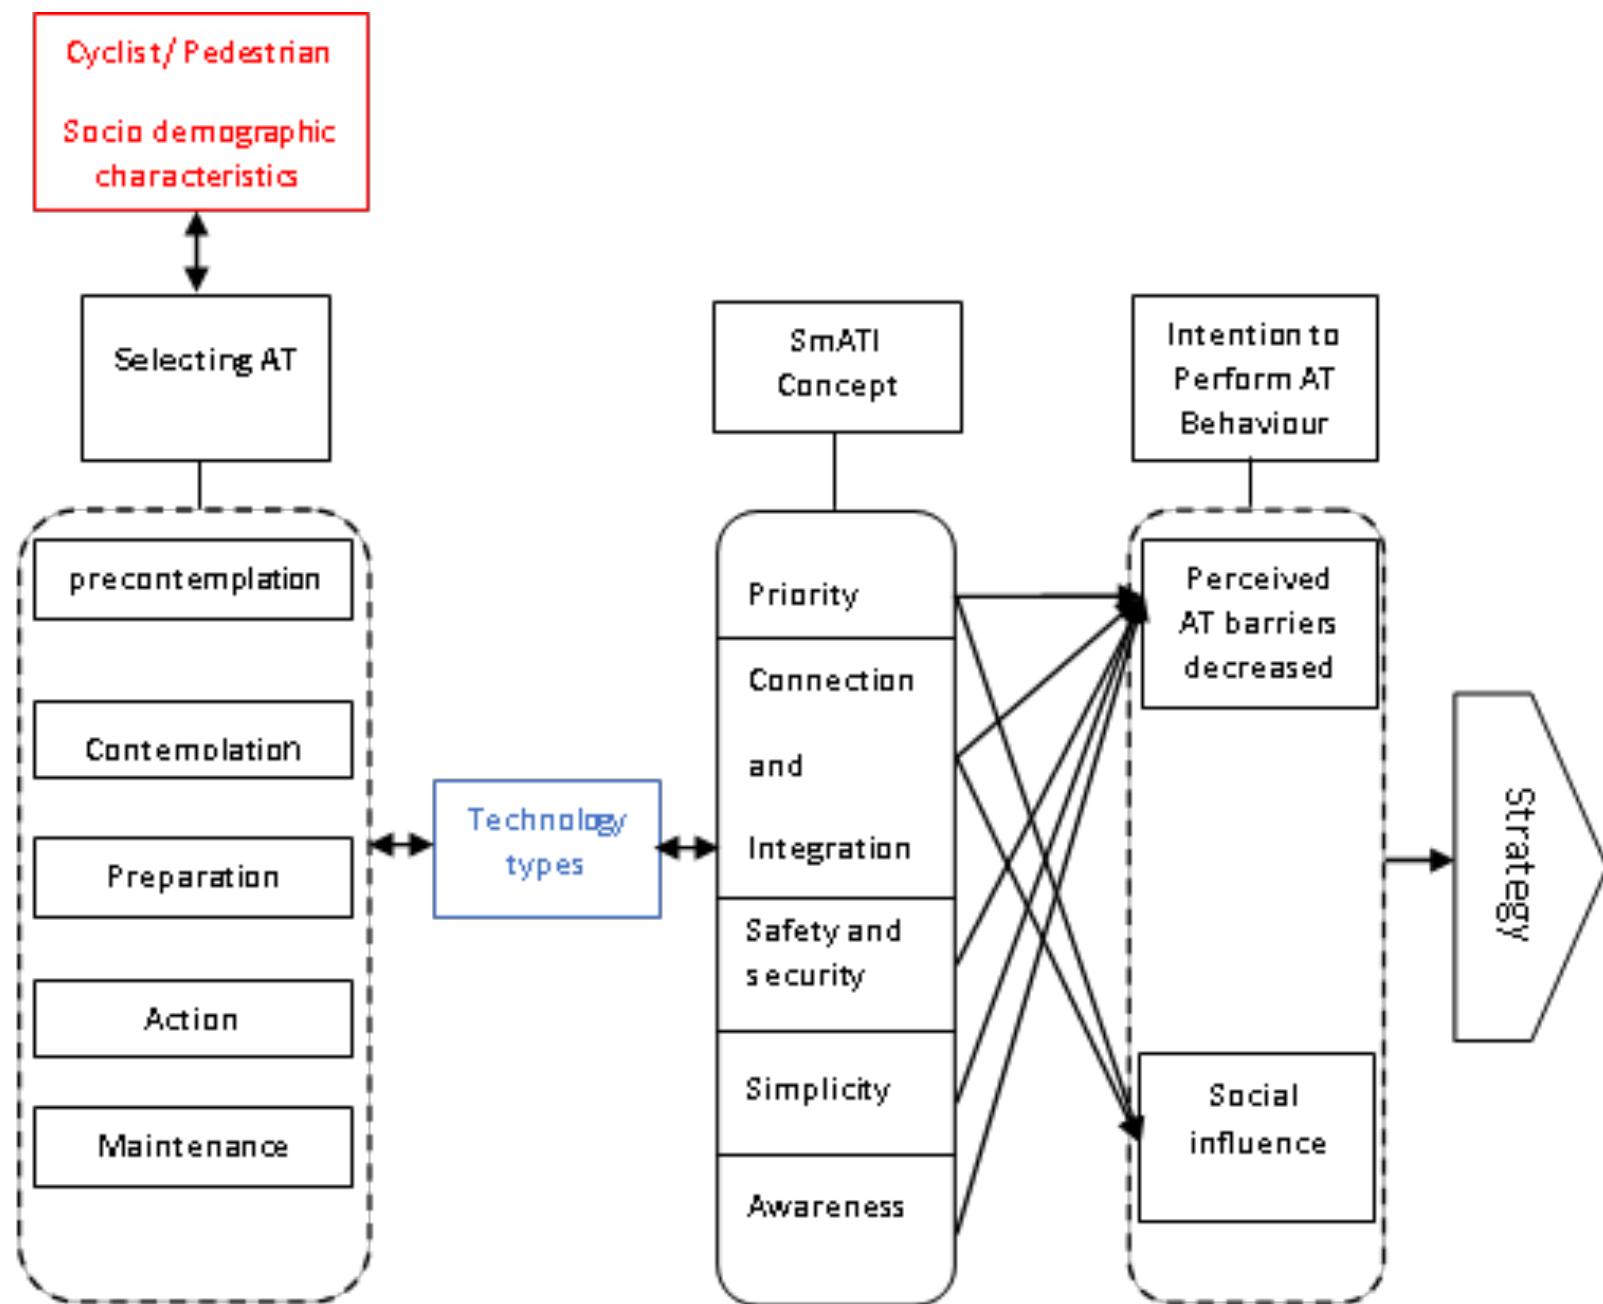 Cyclist/ Pedestrian
Socio demographic
characteristics
Selecting AT
precontemplation
Contemolation
Preparation
Action
Maintenance
Technology
types
SmATI
Concept
Priority
Connection
and
Integration
Safety and
security
Simplicity
Awareness
Intention to
Perform AT
Behaviour
Perceived
AT barriers
decreased
Social
influence
Strategy